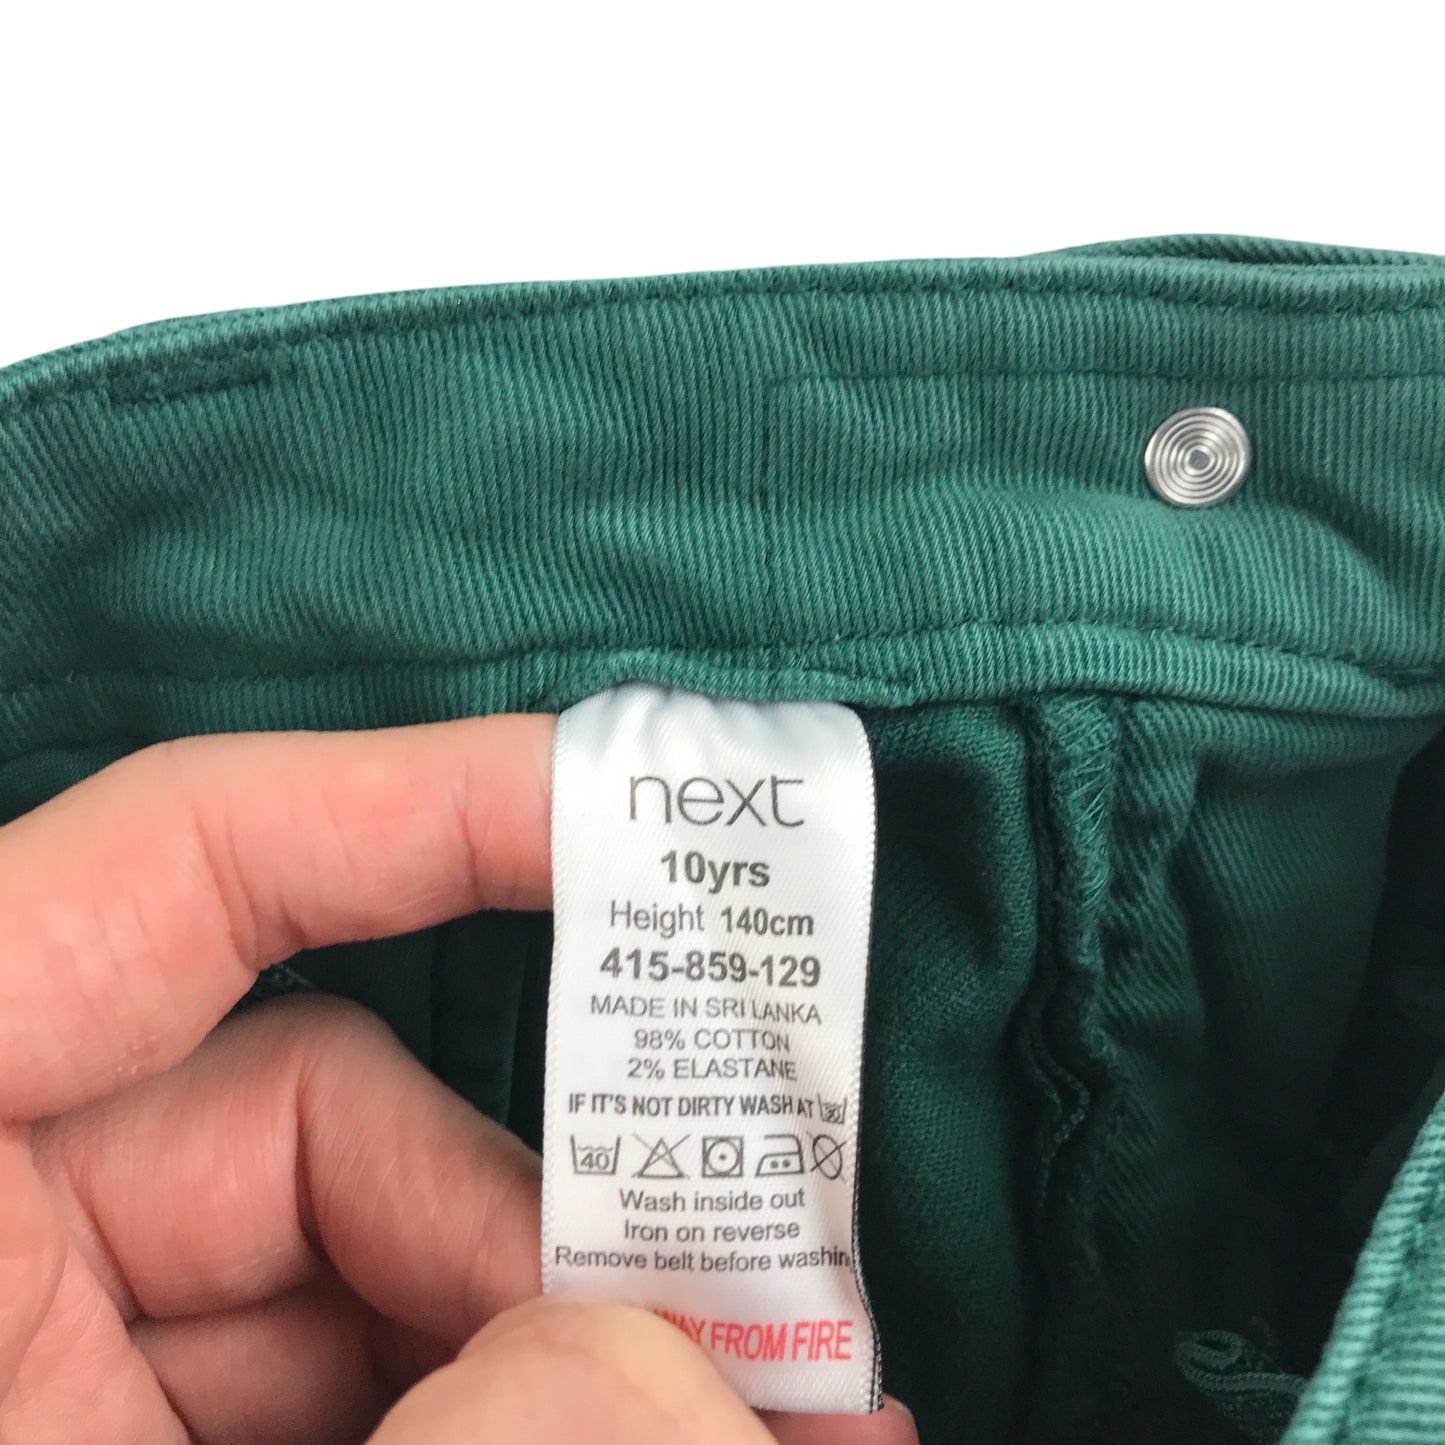 next
10yrs
Height 140cm
415-859-129
MADE IN SRI LANKA
98% COTTON
2% ELASTANE
IF IT'S NOT DIRTY WASH AT 30
40
Wash inside out
Iron on reverse
Remove belt before washin
WAY FROM FIRE